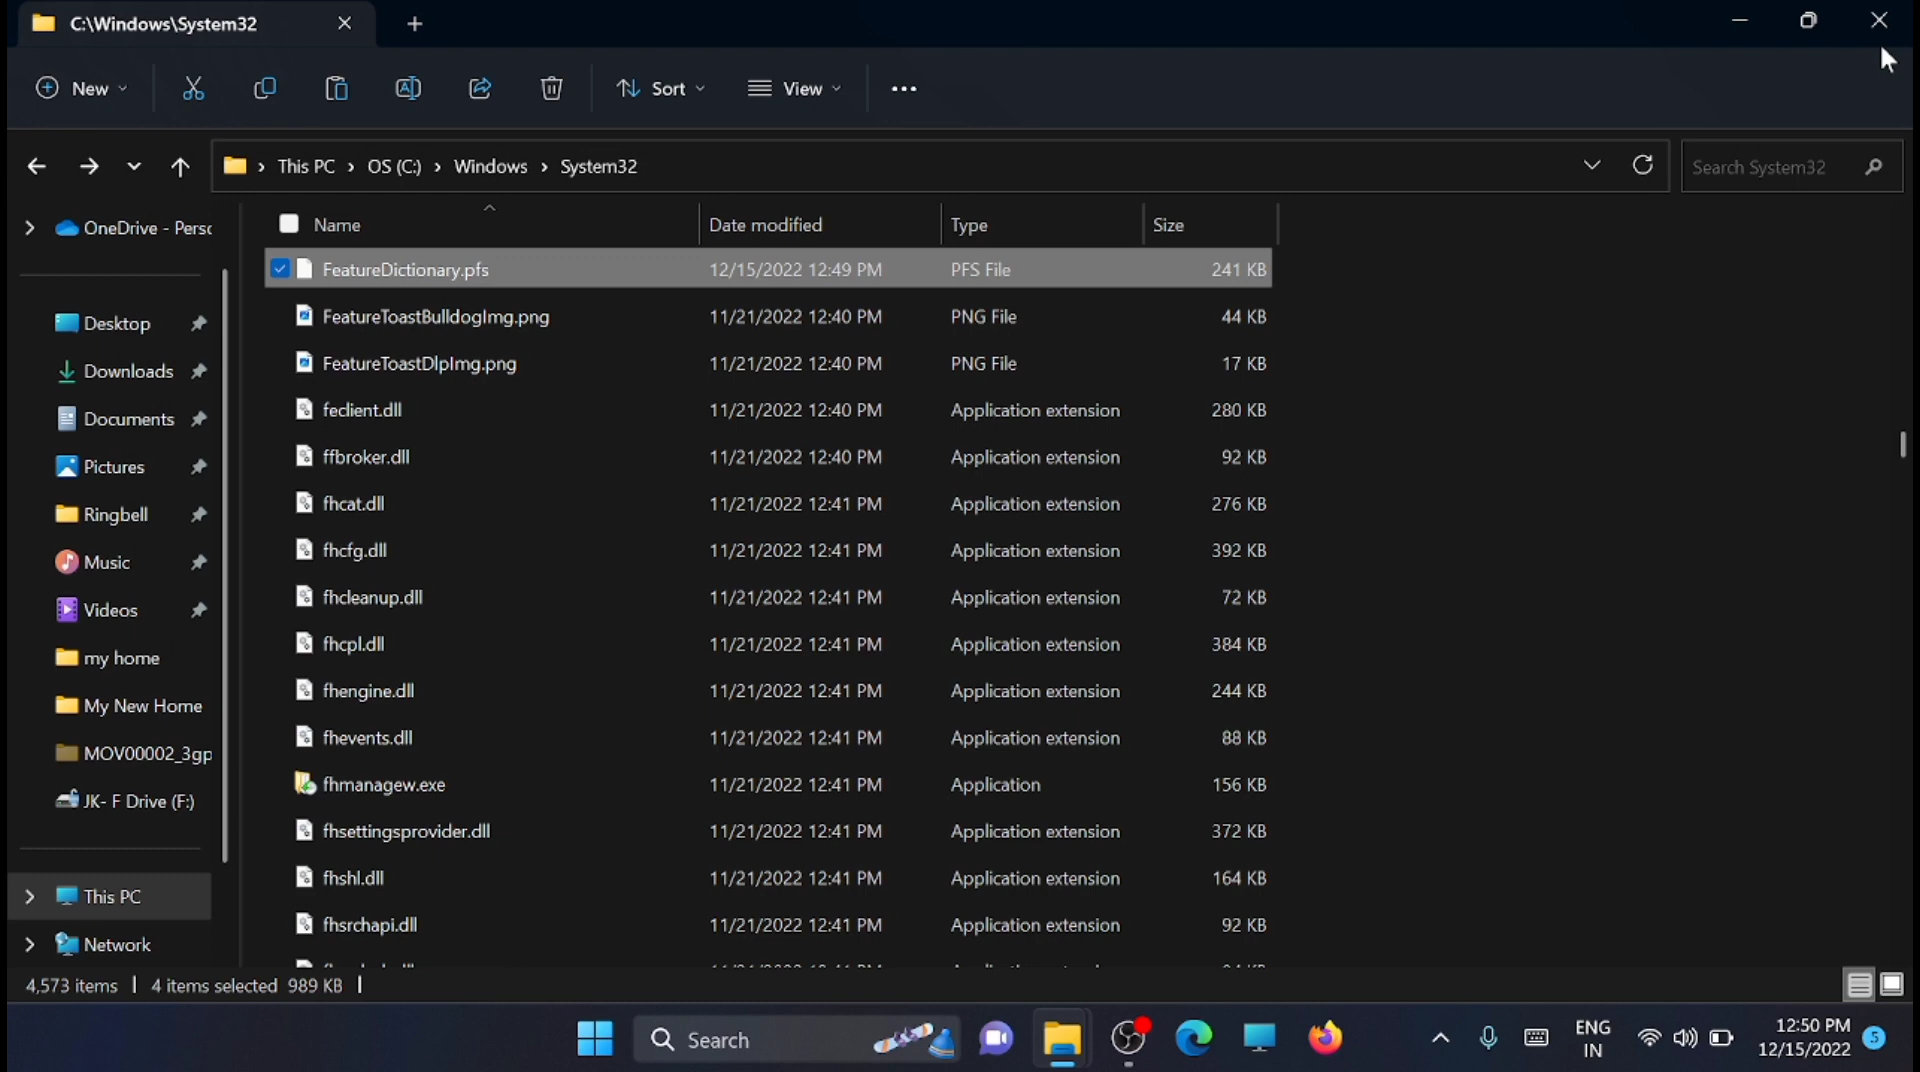 C:\Windows\System32
New
Sort
View
This PC > OS (C:) > Windows > System32
Search System32
Name Date modified Type Size
OneDrive - Perso
Desktop
Downloads
Documents
Pictures
Ringbell
Music
Videos
my home
My New Home
MOV00002_3gp
JK- F Drive (F:)
This PC
Network
FeatureDictionary.pfs 12/15/2022 12:49 PM PFS File 241 KB
FeatureToastBulldogImg.png 11/21/2022 12:40 PM PNG File 44 KB
FeatureToastDlpImg.png 11/21/2022 12:40 PM PNG File 17 KB
feclient.dll 11/21/2022 12:40 PM Application extension 280 KB
ffbroker.dll 11/21/2022 12:40 PM Application extension 92 KB
fhcat.dll 11/21/2022 12:41 PM Application extension 276 KB
fhcfg.dll 11/21/2022 12:41 PM Application extension 392 KB
fhcleanup.dll 11/21/2022 12:41 PM Application extension 72 KB
fhcpl.dll 11/21/2022 12:41 PM Application extension 384 KB
fhengine.dll 11/21/2022 12:41 PM Application extension 244 KB
fhevents.dll 11/21/2022 12:41 PM Application extension 88 KB
fhmanagew.exe 11/21/2022 12:41 PM Application 156 KB
fhsettingsprovider.dll 11/21/2022 12:41 PM Application extension 372 KB
fhshl.dll 11/21/2022 12:41 PM Application extension 164 KB
fhsrchapi.dll 11/21/2022 12:41 PM Application extension 92 KB
4,573 items | 4 items selected 989 KB |
Search
ENG
IN
12:50 PM
12/15/2022
5